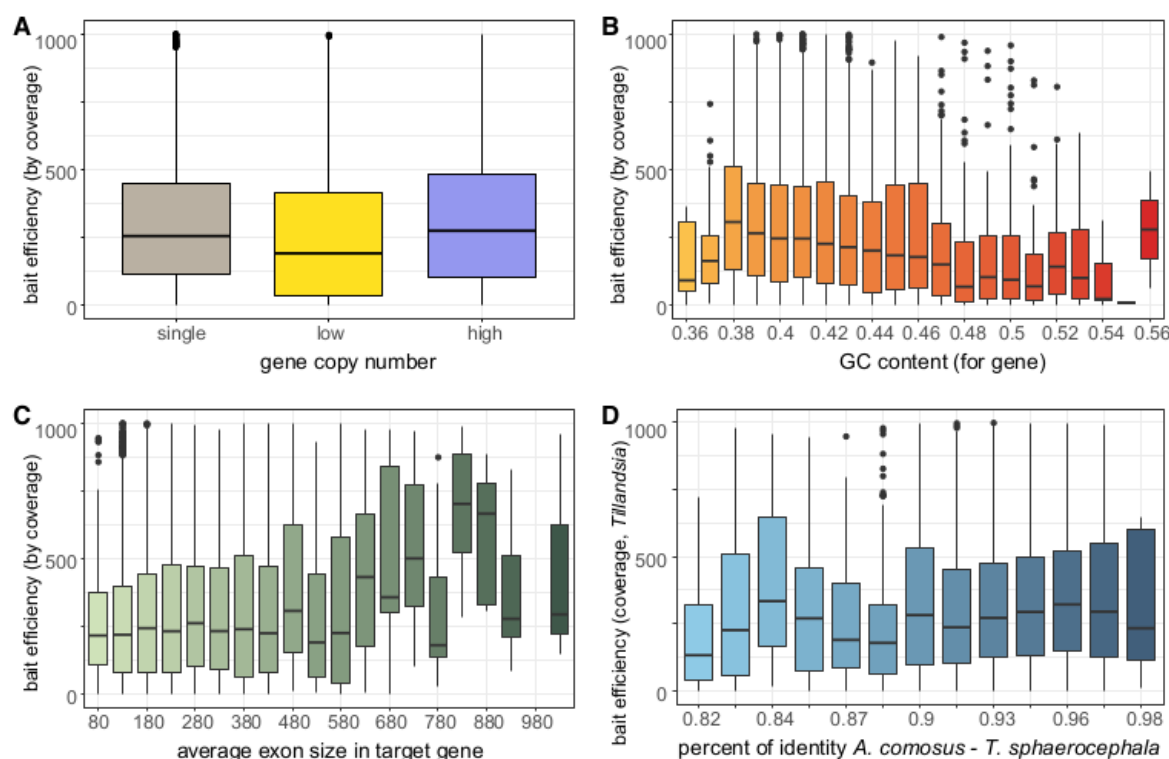 A
1000
500
0
bait efficiency (by coverage)
single low high
gene copy number
B
1000
500
0
bait efficiency (by coverage)
0.36 0.38 0.4 0.42 0.44 0.46 0.48 0.5 0.52 0.54 0.56
GC content (for gene)
C
1000
500
0
bait efficiency (by coverage)
80 180 280 380 480 580 680 780 880 980
average exon size in target gene
D
1000
500
0
bait efficiency (coverage, Tillandsia)
0.82 0.84 0.87 0.9 0.93 0.96 0.98
percent of identity A. comosus - T. sphaerocephala